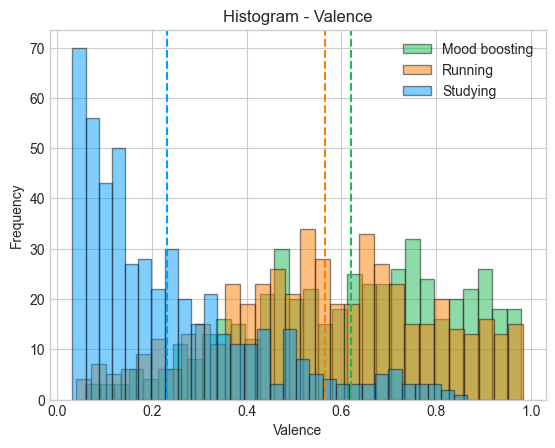 Histogram - Valence
Mood boosting
Running
Studying
Frequency
70
60
50
40
30
20
10
0
0.0 0.2 0.4 0.6 0.8 1.0
Valence